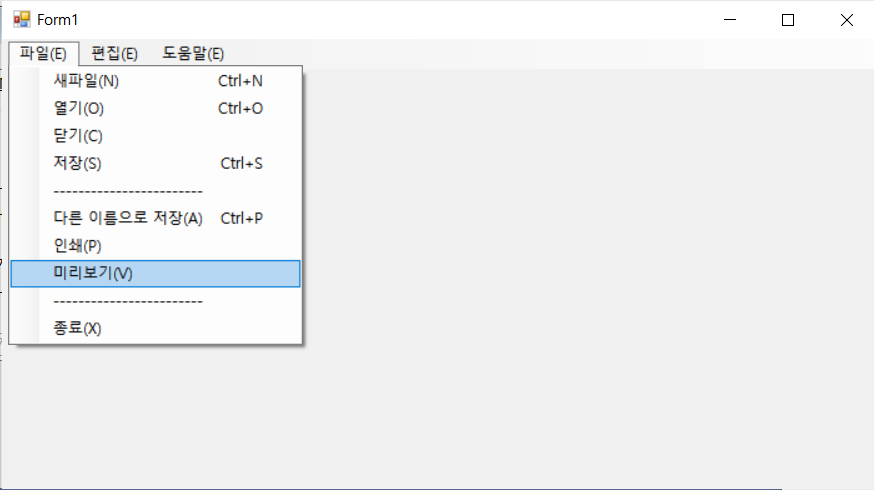 Form1
파일(E) 편집(E) 도움말(E)
새파일(N) Ctrl+N
열기(O) Ctrl+O
닫기(C)
저장(S) Ctrl+S
------------------------
다른 이름으로 저장(A) Ctrl+P
인쇄(P)
미리보기(V)
------------------------
종료(X)